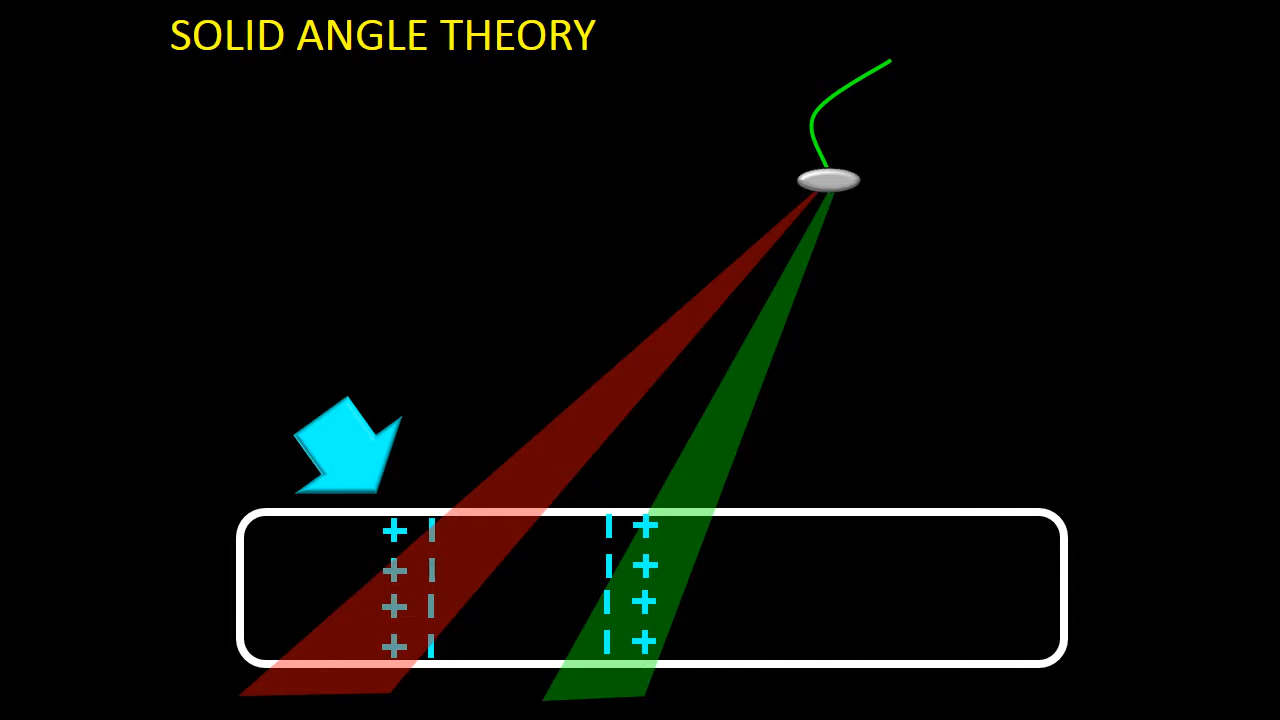 SOLID ANGLE THEORY
+ | | +
+ | | +
+ | | +
+ | | +